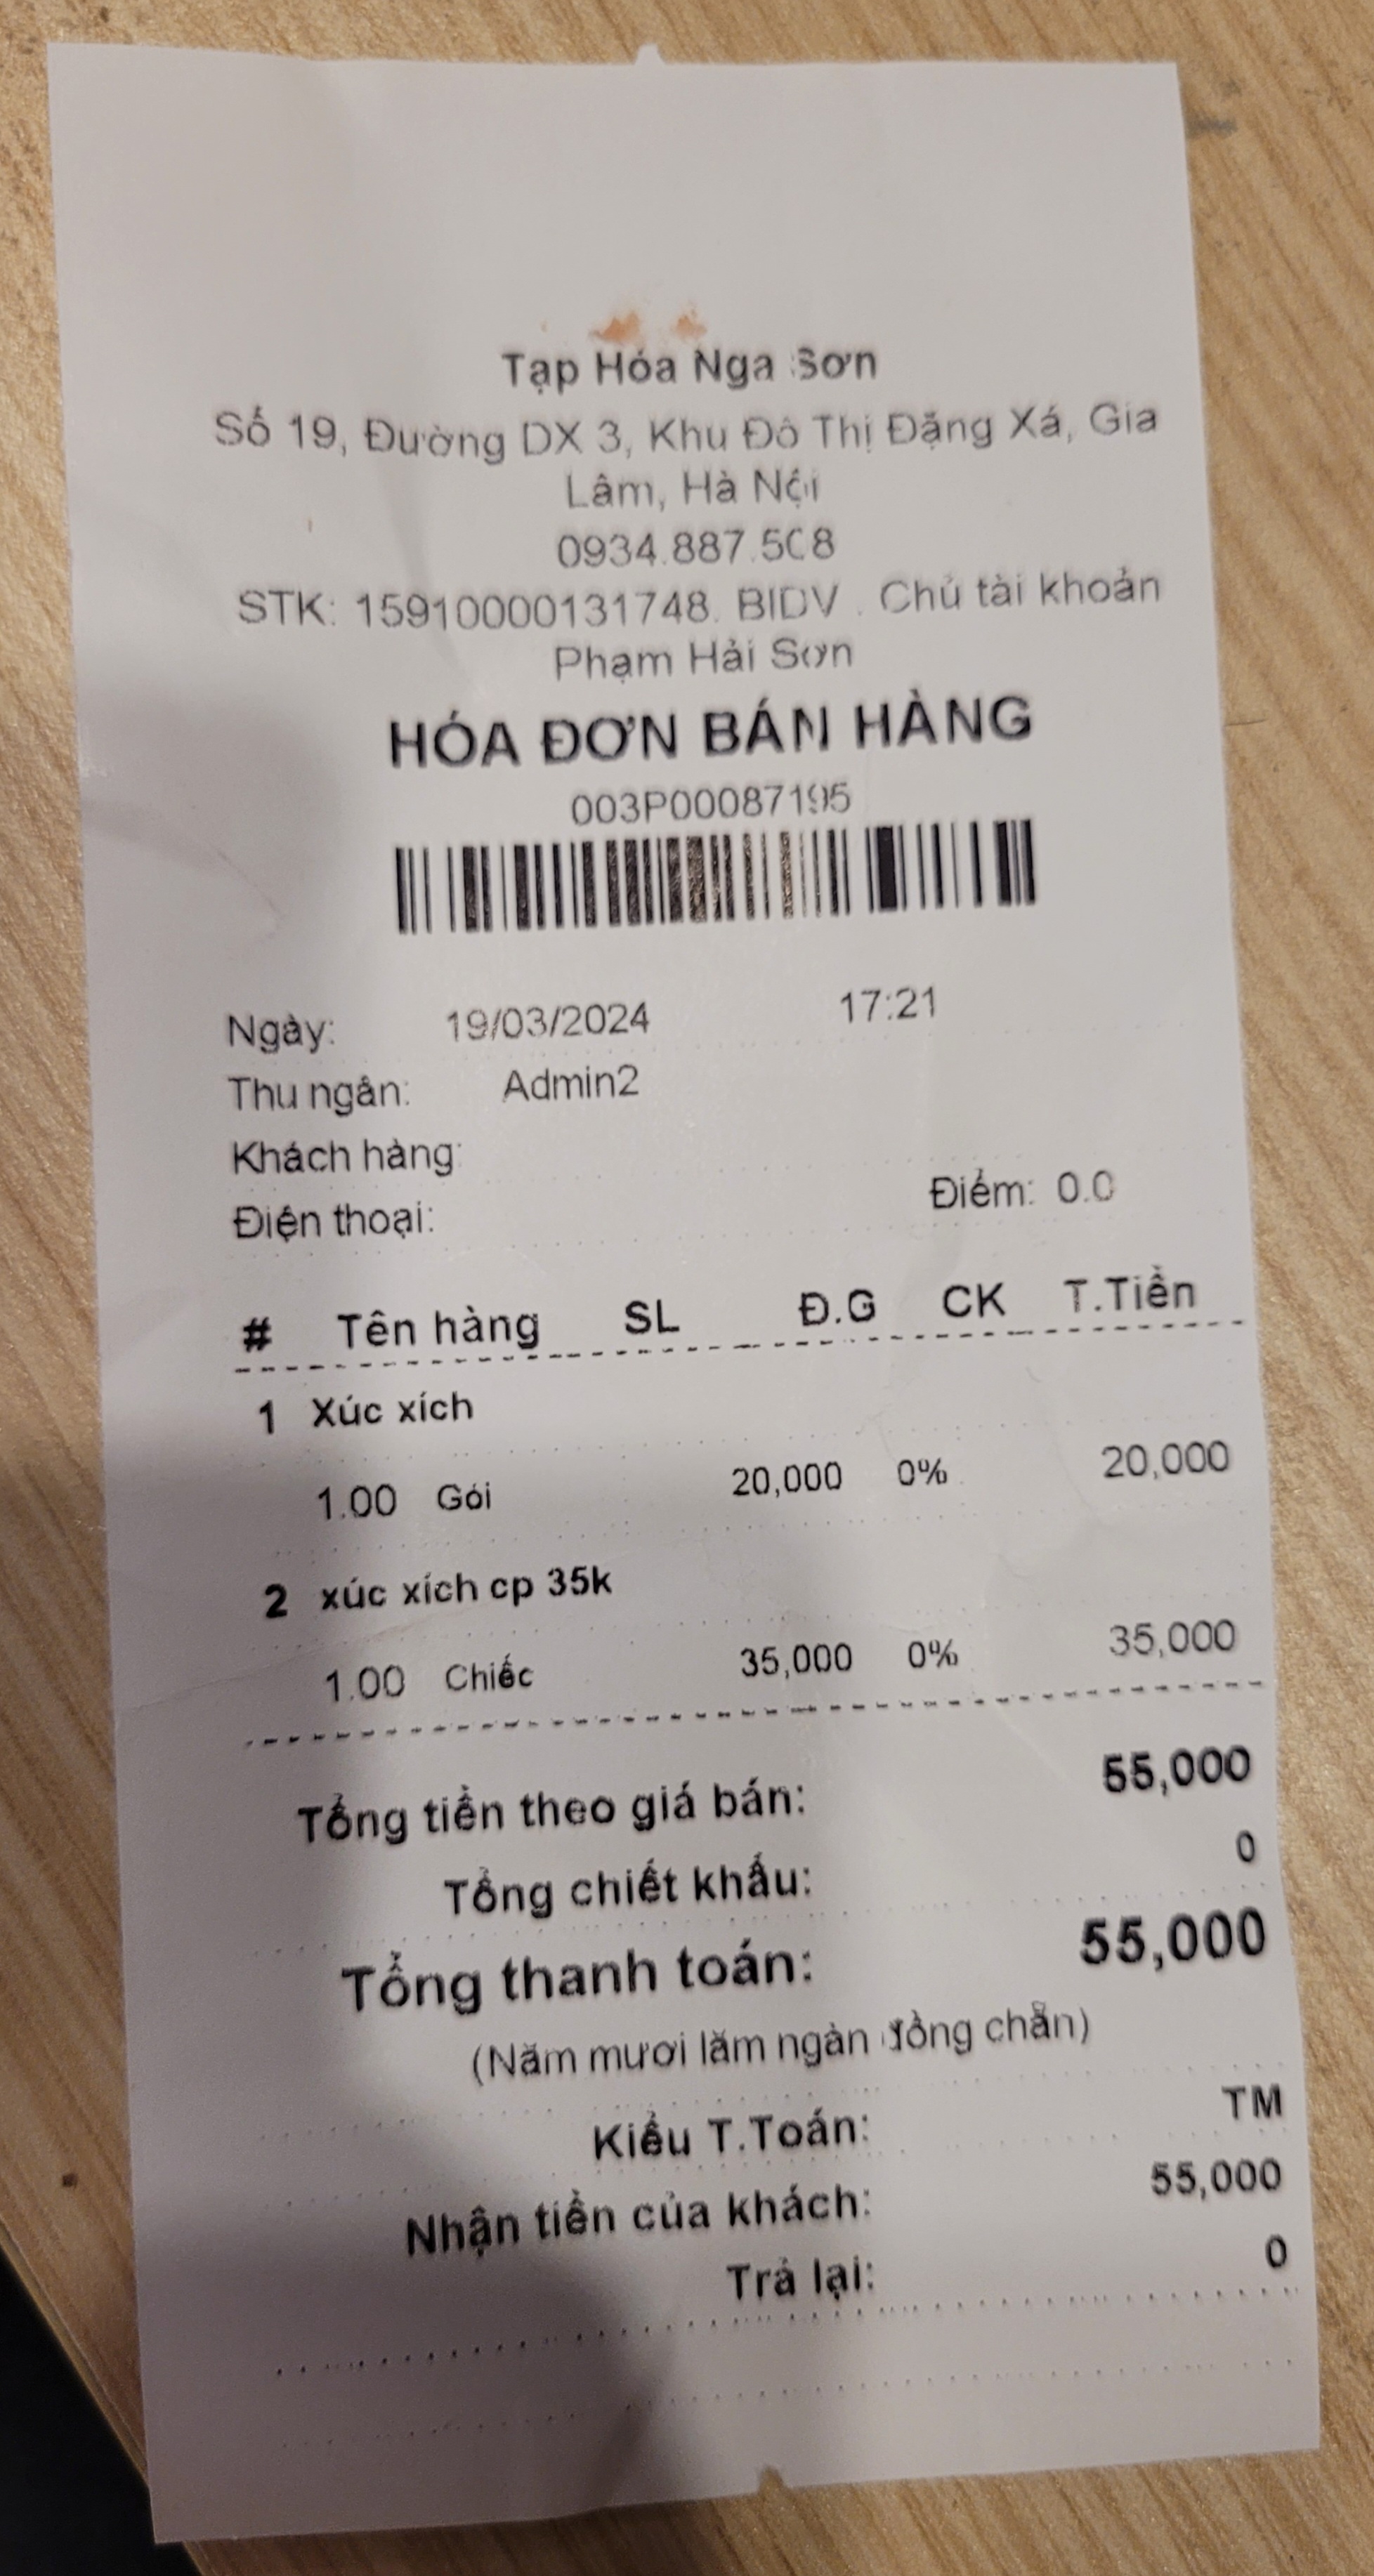 Tạp Hóa Nga Sơn
Số 19, Đường DX 3, Khu Đô Thị Đặng Xá, Gia
Lâm, Hà Nội
0934.887.508
STK: 15910000131748. BIDV . Chủ tài khoản
Phạm Hải Sơn
HÓA ĐƠN BÁN HÀNG
003P00087195
Ngày: 19/03/2024 17:21
Thu ngân: Admin2
Khách hàng:
Điện thoại: Điểm: 0.0
# Tên hàng SL Đ.G CK T.Tiền
1 Xúc xích
1.00 Gói 20,000 0% 20,000
2 xúc xích cp 35k
1.00 Chiếc 35,000 0% 35,000
Tổng tiền theo giá bán: 55,000
Tổng chiết khấu: 0
Tổng thanh toán: 55,000
(Năm mươi lăm ngàn đồng chẵn)
Kiểu T.Toán: TM
Nhận tiền của khách: 55,000
Trả lại: 0